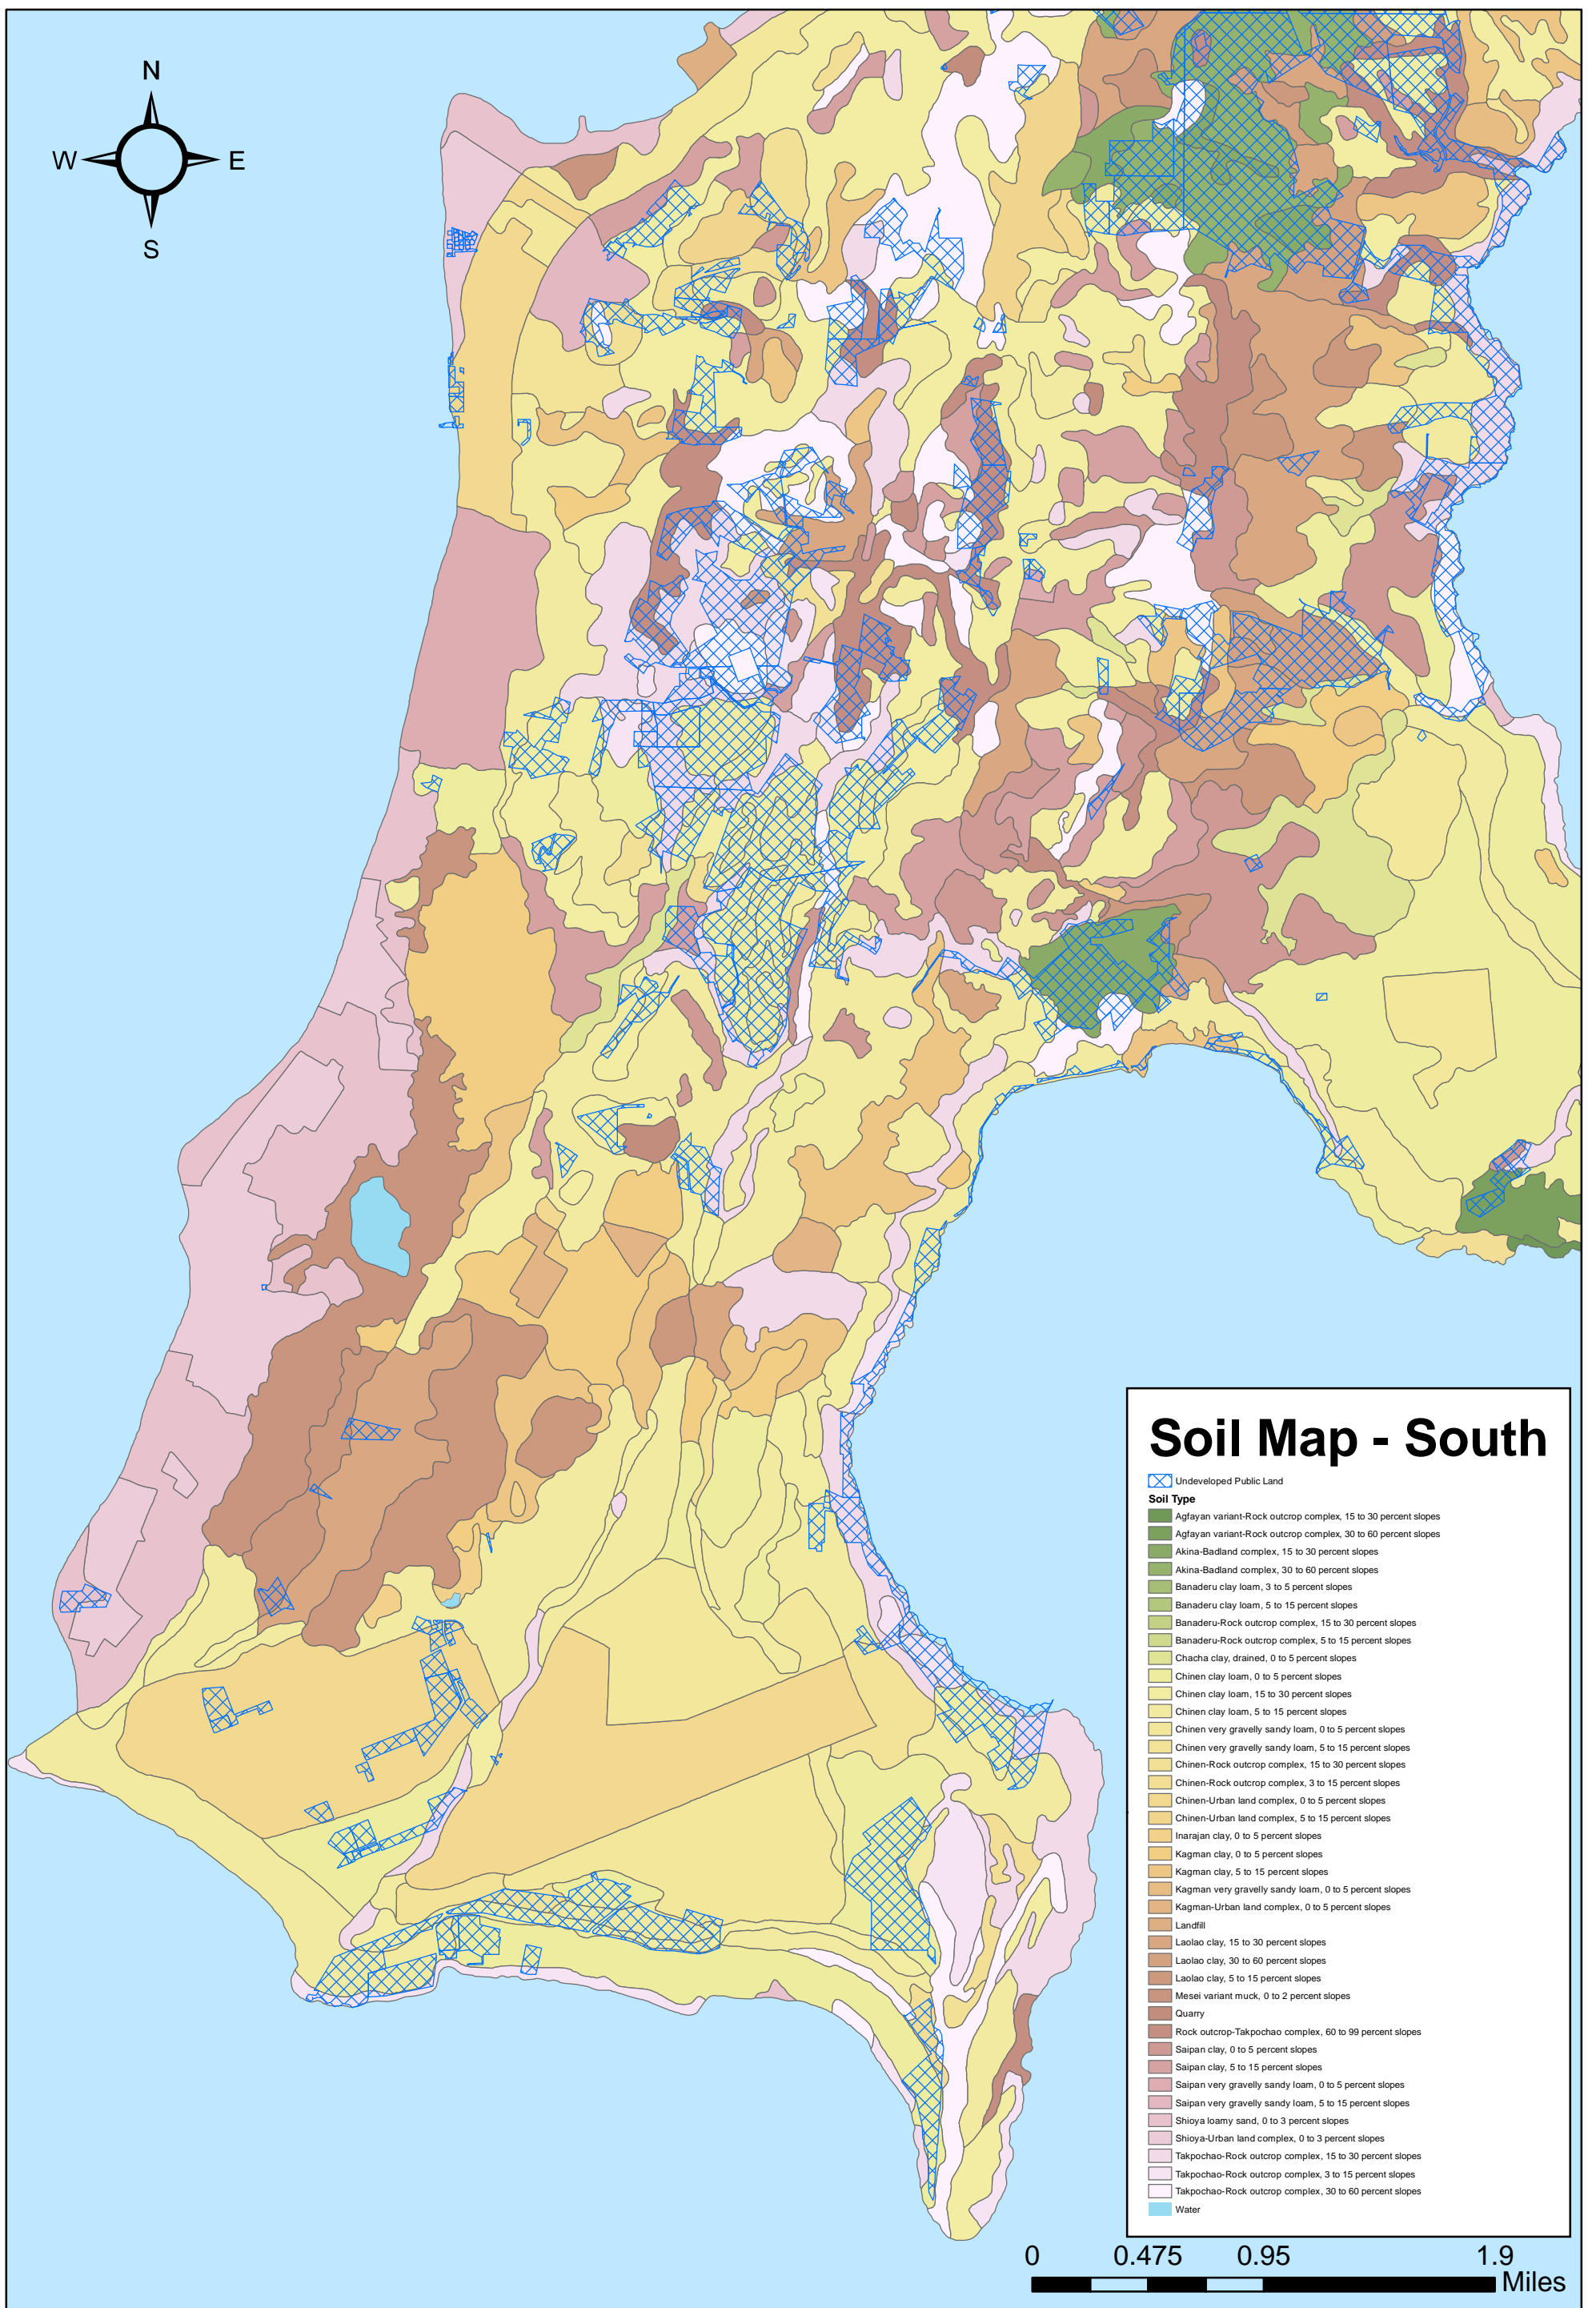 N
W E
S
Soil Map - South
Undeveloped Public Land
Soil Type
Agfayan variant-Rock outcrop complex, 15 to 30 percent slopes
Agfayan variant-Rock outcrop complex, 30 to 60 percent slopes
Akina-Badland complex, 15 to 30 percent slopes
Akina-Badland complex, 30 to 60 percent slopes
Banaderu clay loam, 3 to 5 percent slopes
Banaderu clay loam, 5 to 15 percent slopes
Banaderu-Rock outcrop complex, 15 to 30 percent slopes
Banaderu-Rock outcrop complex, 5 to 15 percent slopes
Chacha clay, drained, 0 to 5 percent slopes
Chinen clay loam, 0 to 5 percent slopes
Chinen clay loam, 15 to 30 percent slopes
Chinen clay loam, 5 to 15 percent slopes
Chinen very gravelly sandy loam, 0 to 5 percent slopes
Chinen very gravelly sandy loam, 5 to 15 percent slopes
Chinen-Rock outcrop complex, 15 to 30 percent slopes
Chinen-Rock outcrop complex, 3 to 15 percent slopes
Chinen-Urban land complex, 0 to 5 percent slopes
Chinen-Urban land complex, 5 to 15 percent slopes
Inarajan clay, 0 to 5 percent slopes
Kagman clay, 0 to 5 percent slopes
Kagman clay, 5 to 15 percent slopes
Kagman very gravelly sandy loam, 0 to 5 percent slopes
Kagman-Urban land complex, 0 to 5 percent slopes
Landfill
Laolao clay, 15 to 30 percent slopes
Laolao clay, 30 to 60 percent slopes
Laolao clay, 5 to 15 percent slopes
Mesei variant muck, 0 to 2 percent slopes
Quarry
Rock outcrop-Takpochao complex, 60 to 99 percent slopes
Saipan clay, 0 to 5 percent slopes
Saipan clay, 5 to 15 percent slopes
Saipan very gravelly sandy loam, 0 to 5 percent slopes
Saipan very gravelly sandy loam, 5 to 15 percent slopes
Shioya loamy sand, 0 to 3 percent slopes
Shioya-Urban land complex, 0 to 3 percent slopes
Takpochao-Rock outcrop complex, 15 to 30 percent slopes
Takpochao-Rock outcrop complex, 3 to 15 percent slopes
Takpochao-Rock outcrop complex, 30 to 60 percent slopes
Water
0 0.475 0.95 1.9
Miles